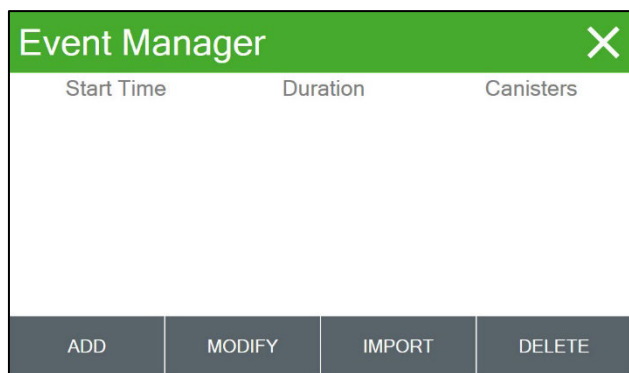 Event Manager
Start Time Duration Canisters
ADD MODIFY IMPORT DELETE